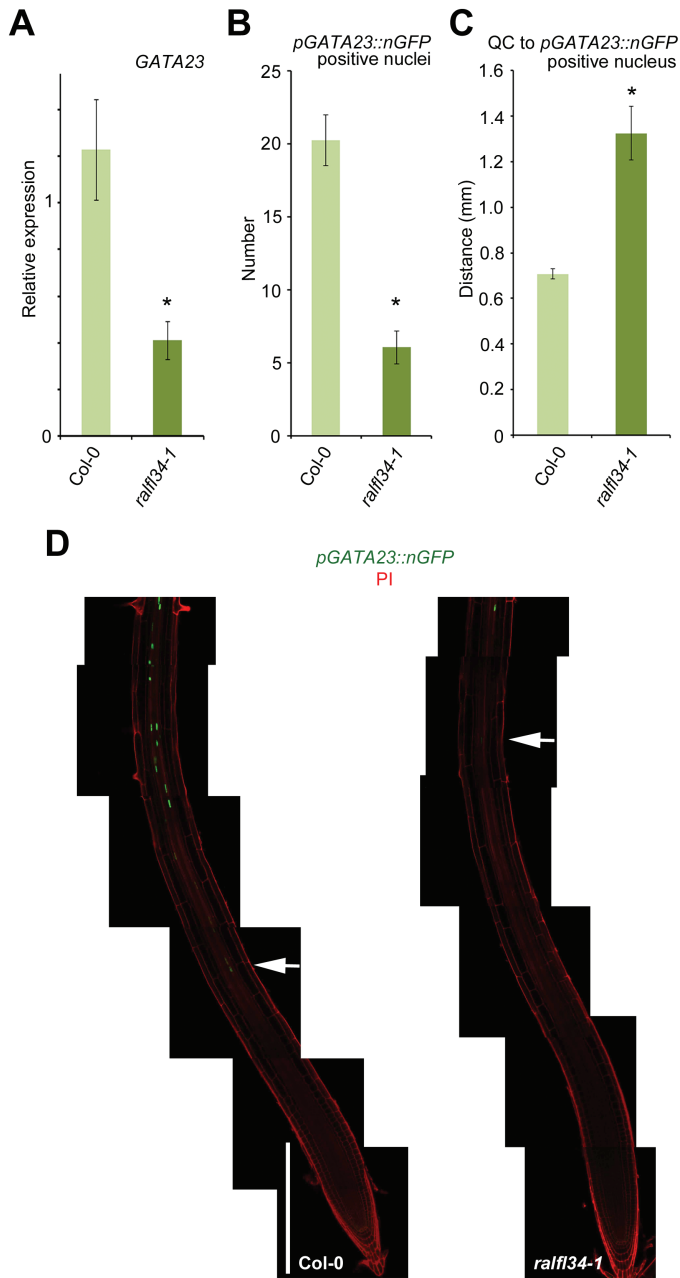 A
GATA23
Relative expression
1
0
Col-0
ralfl34-1
*
B
pGATA23::nGFP
positive nuclei
Number
25
20
15
10
5
0
Col-0
ralfl34-1
*
C
QC to pGATA23::nGFP
positive nucleus
Distance (mm)
1.6
1.4
1.2
1.0
0.8
0.6
0.4
0.2
0
Col-0
ralfl34-1
*
D
pGATA23::nGFP
PI
Col-0
ralfl34-1